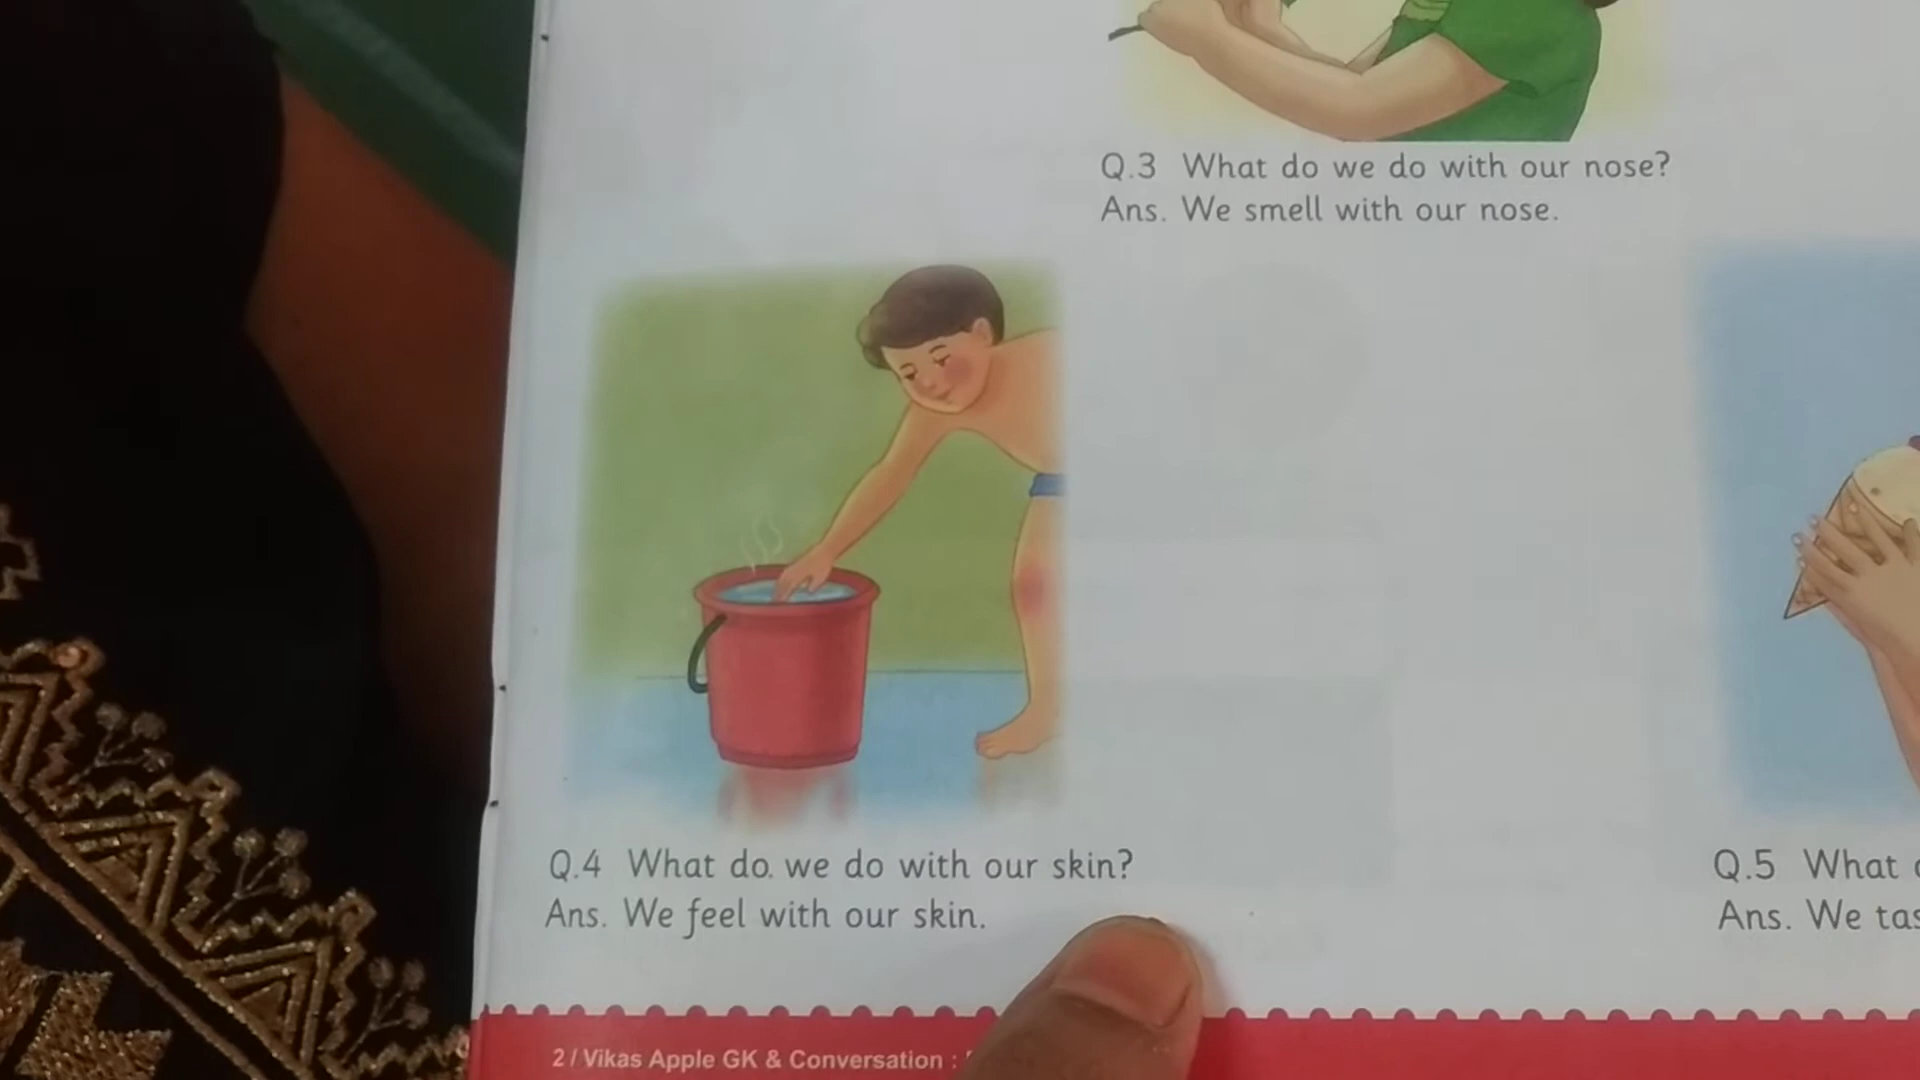 Q.3 What do we do with our nose?
Ans. We smell with our nose.
Q.4 What do we do with our skin?
Ans. We feel with our skin.
Q.5 What
Ans. We tas
2 / Vikas Apple GK & Conversation :